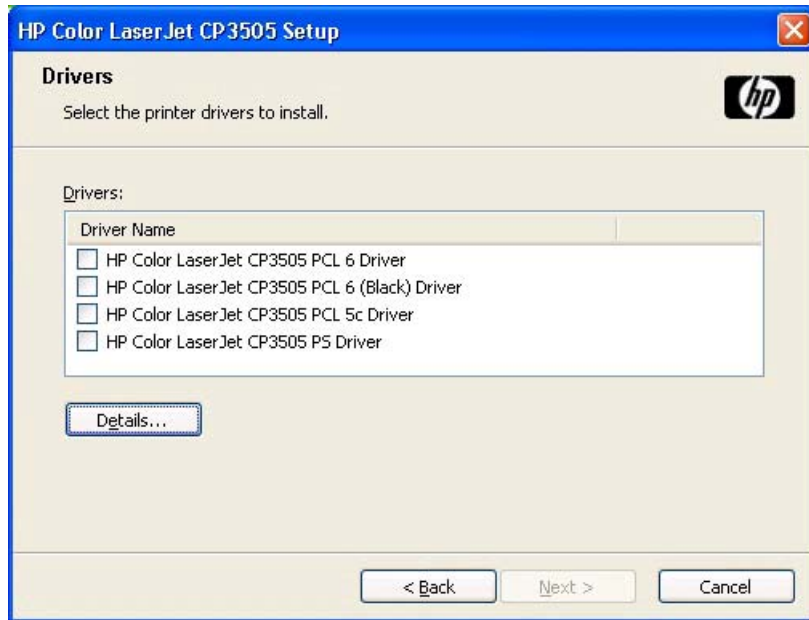 HP Color LaserJet CP3505 Setup
Drivers
Select the printer drivers to install.
hp
Drivers:
Driver Name
HP Color LaserJet CP3505 PCL 6 Driver
HP Color LaserJet CP3505 PCL 6 (Black) Driver
HP Color LaserJet CP3505 PCL 5c Driver
HP Color LaserJet CP3505 PS Driver
Details...
< Back Next > Cancel